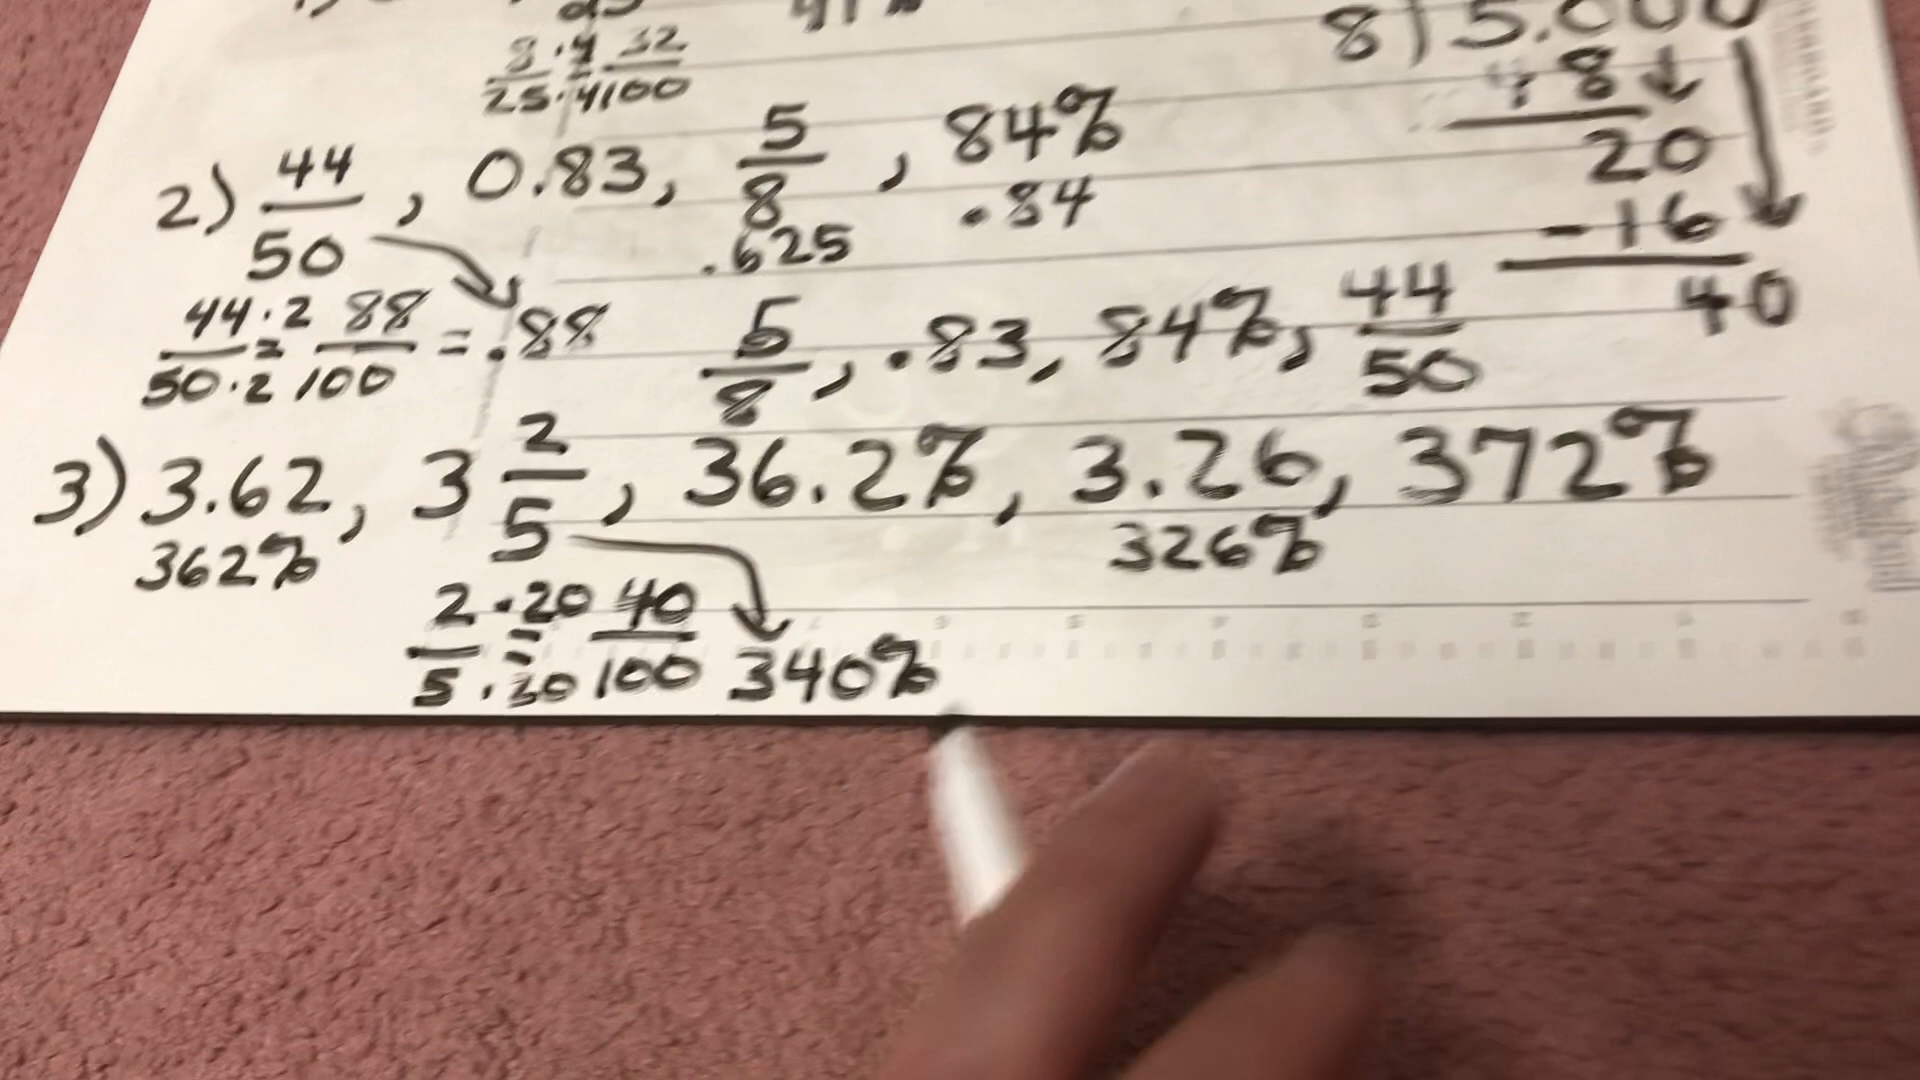 8/25 · 4/4 = 32/100
8)5.000
48
20
-16
40
2) 44/50, 0.83, 5/8, 84%
.625 .84
44/50 · 2/2 = 88/100 = .88
5/8, .83, 84%, 44/50
3) 3.62, 3 2/5, 36.2%, 3.26, 372%
362% 326%
2/5 · 20/20 = 40/100 340%